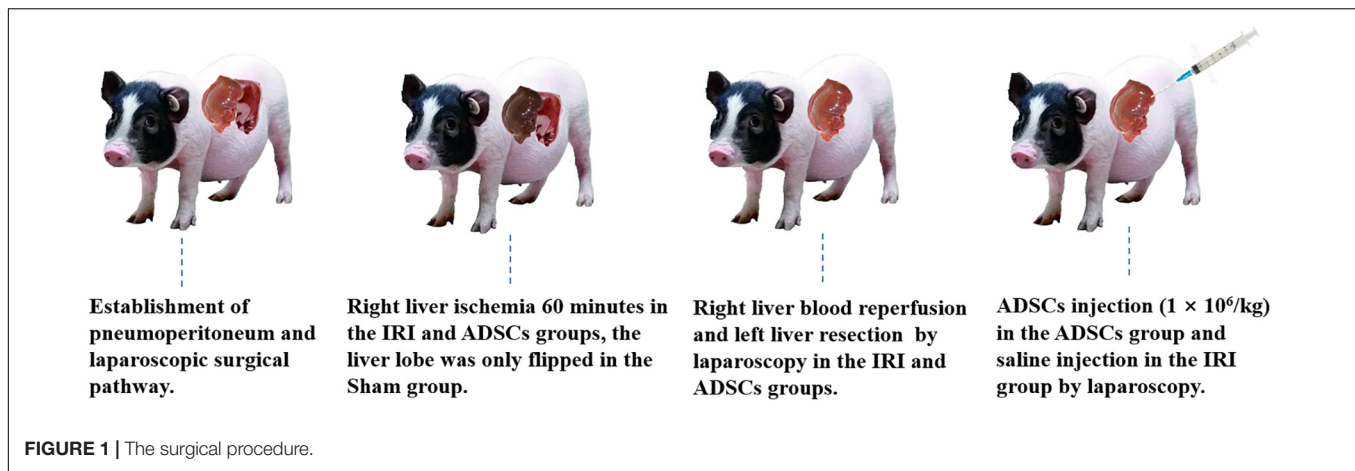 Establishment of
pneumoperitoneum and
laparoscopic surgical
pathway.
Right liver ischemia 60 minutes in
the IRI and ADSCs groups, the
liver lobe was only flipped in the
Sham group.
Right liver blood reperfusion
and left liver resection by
laparoscopy in the IRI and
ADSCs groups.
ADSCs injection (1 × 10⁶/kg)
in the ADSCs group and
saline injection in the IRI
group by laparoscopy.
FIGURE 1 | The surgical procedure.